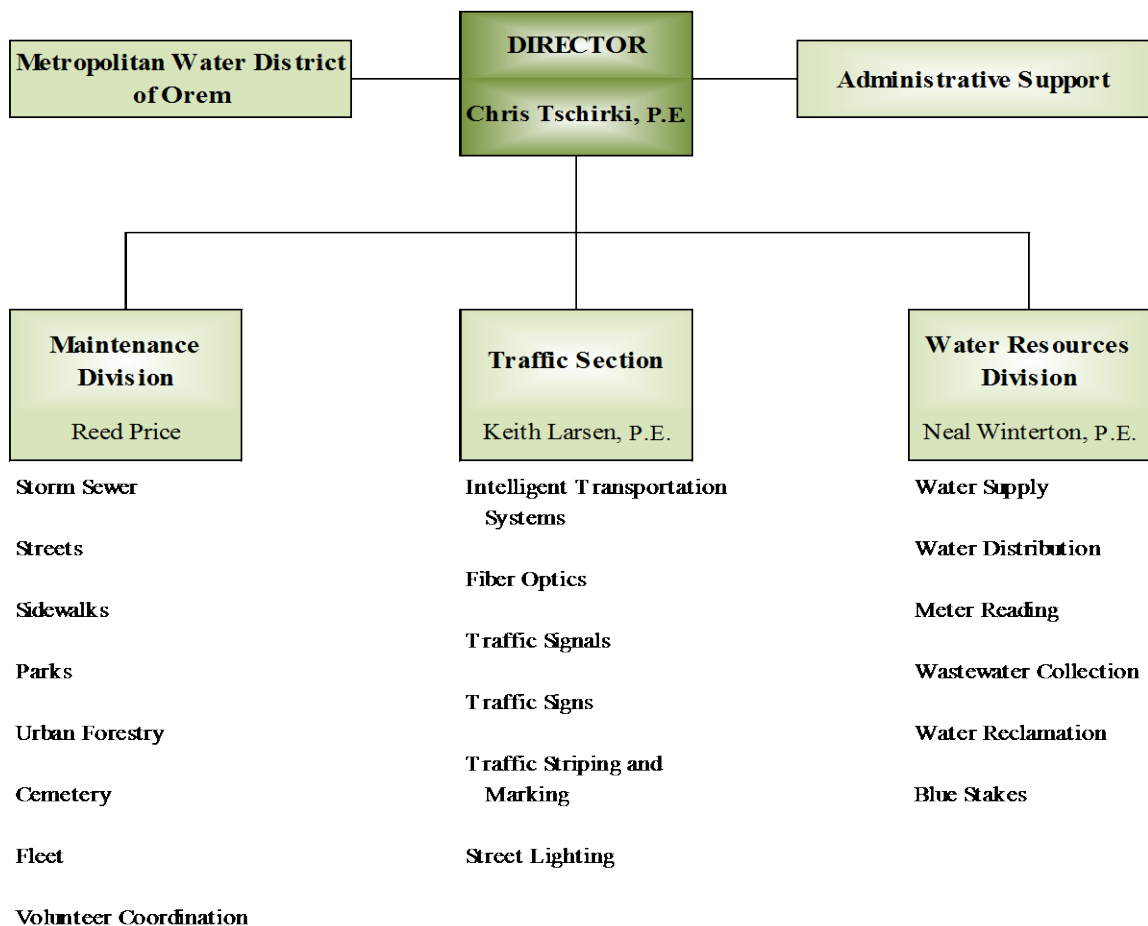 Metropolitan Water District
of Orem
DIRECTOR
Chris Tschirki, P.E.
Administrative Support
Maintenance
Division
Reed Price
Storm Sewer
Streets
Sidewalks
Parks
Urban Forestry
Cemetery
Fleet
Volunteer Coordination
Traffic Section
Keith Larsen, P.E.
Intelligent Transportation
Systems
Fiber Optics
Traffic Signals
Traffic Signs
Traffic Striping and
Marking
Street Lighting
Water Resources
Division
Neal Winterton, P.E.
Water Supply
Water Distribution
Meter Reading
Wastewater Collection
Water Reclamation
Blue Stakes